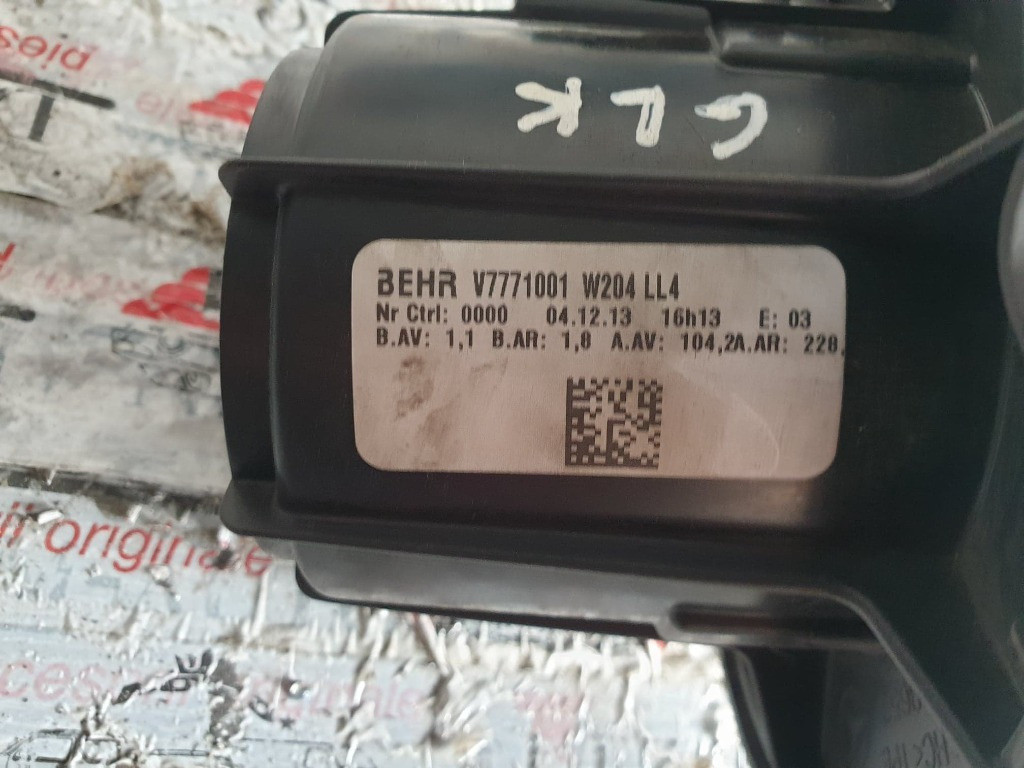 GLK
BEHR V7771001 W204 LL4
Nr Ctrl: 0000 04.12.13 16h13 E: 03
B.AV: 1,1 B.AR: 1,8 A.AV: 104,2A.AR: 228,
piese
originale